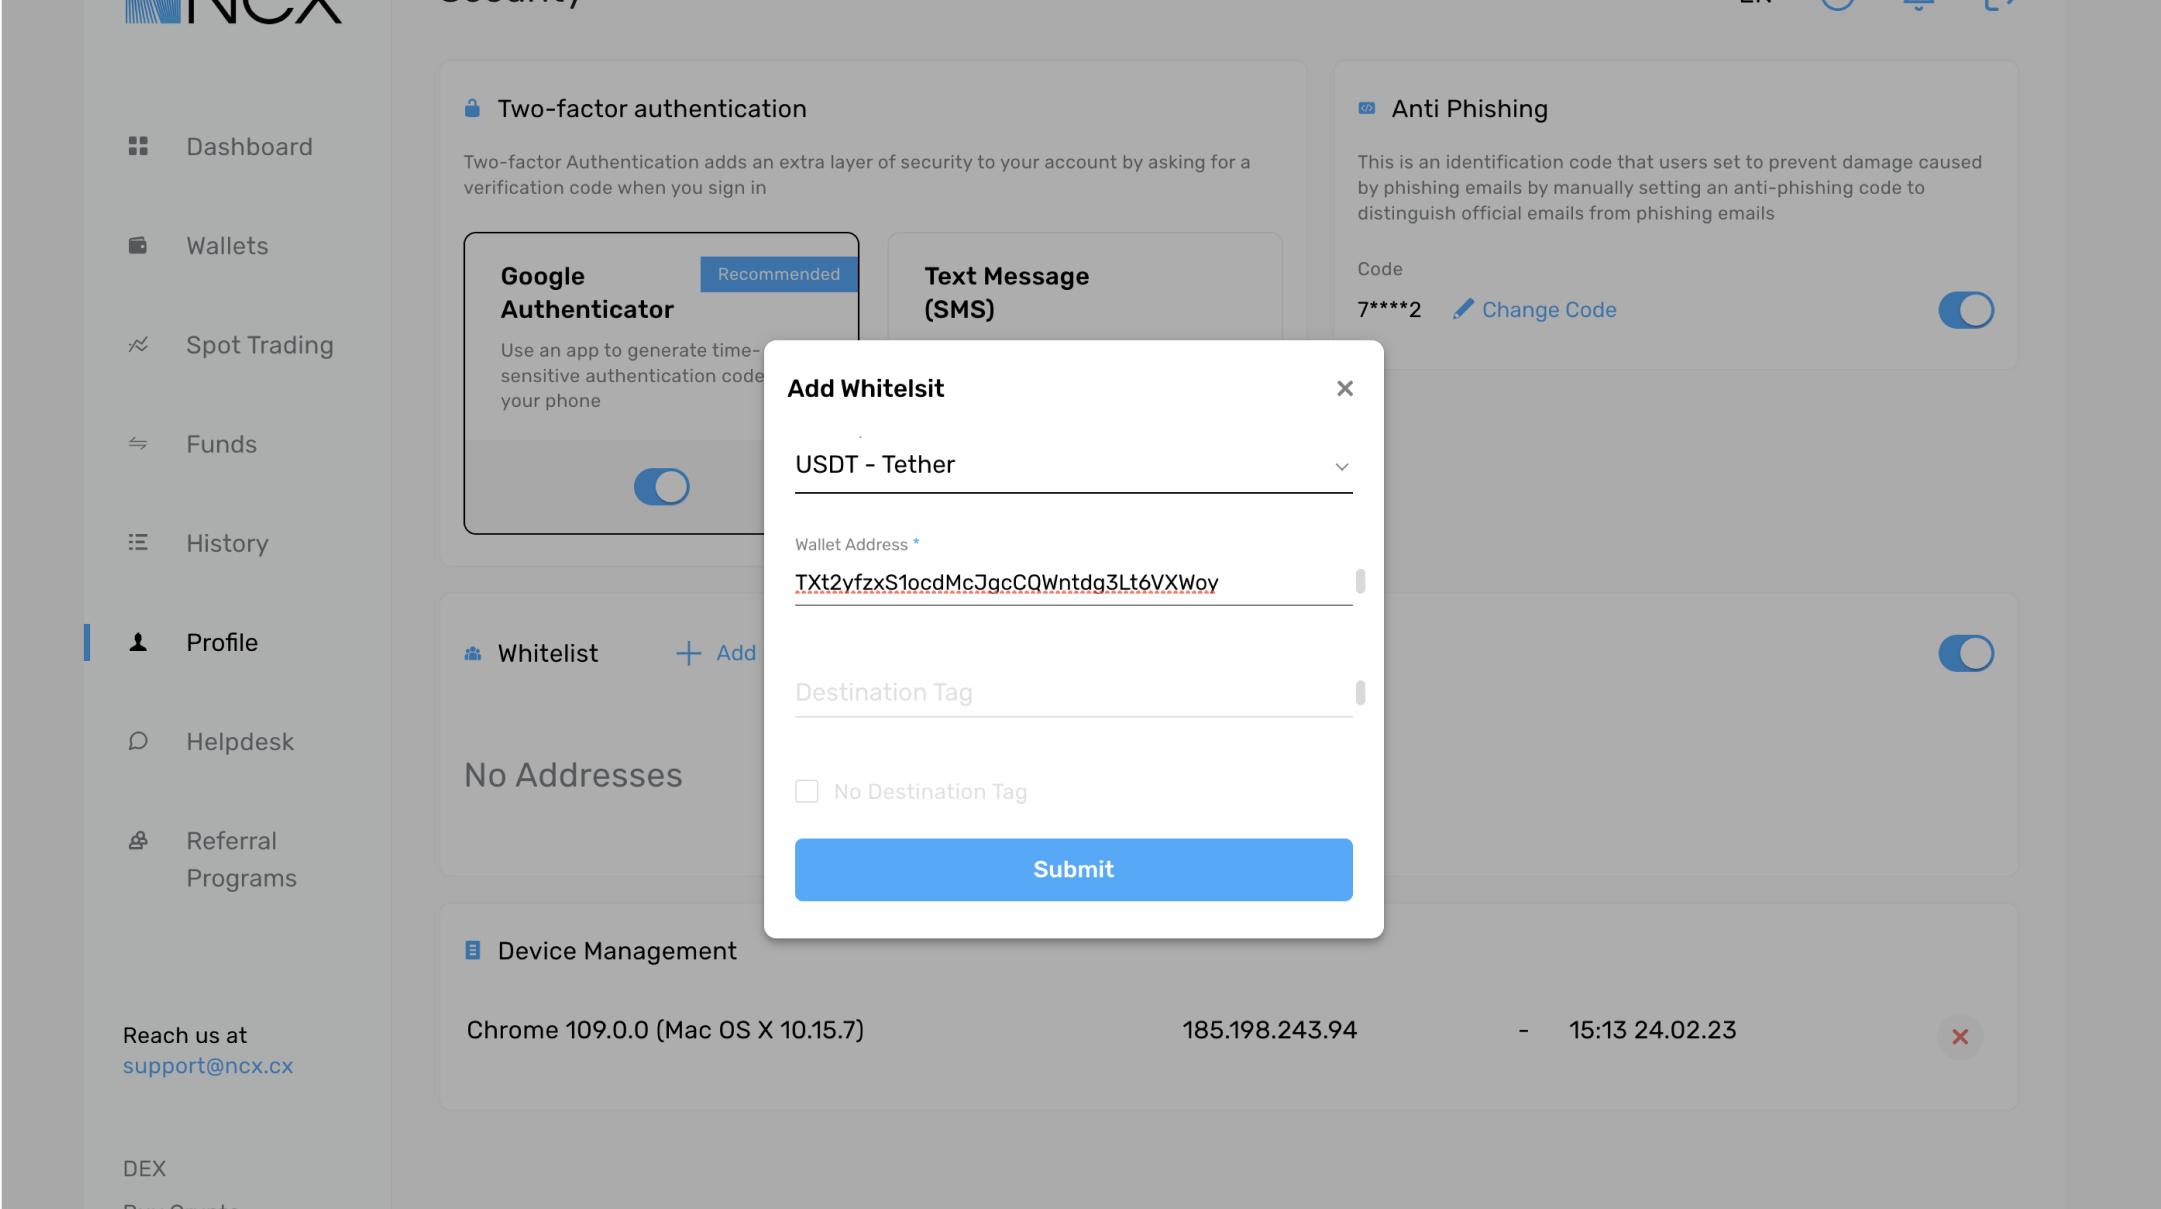 NCX
Security
EN
Dashboard
Wallets
Spot Trading
Funds
History
Profile
Helpdesk
Referral
Programs
Reach us at
support@ncx.cx
DEX
Buy Crypto
Two-factor authentication
Two-factor Authentication adds an extra layer of security to your account by asking for a
verification code when you sign in
Google
Authenticator
Recommended
Use an app to generate time-
sensitive authentication code
your phone
Text Message
(SMS)
Anti Phishing
This is an identification code that users set to prevent damage caused
by phishing emails by manually setting an anti-phishing code to
distinguish official emails from phishing emails
Code
7****2 Change Code
Add Whitelsit
USDT - Tether
Wallet Address *
TXt2yfzxS1ocdMcJgcCQWntdg3Lt6VXWoy
Destination Tag
No Destination Tag
Submit
Whitelist + Add
No Addresses
Device Management
Chrome 109.0.0 (Mac OS X 10.15.7) 185.198.243.94 - 15:13 24.02.23